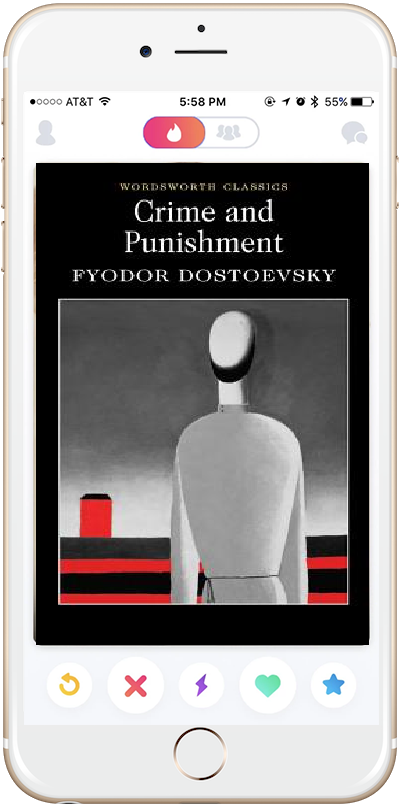 AT&T 5:58 PM 55%
WORDSWORTH CLASSICS
Crime and
Punishment
FYODOR DOSTOEVSKY